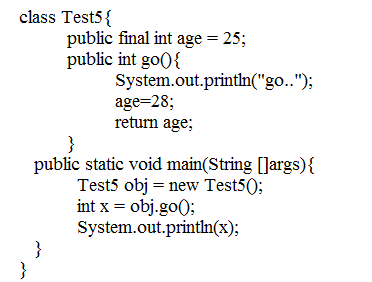 class Test5{
public final int age = 25;
public int go(){
System.out.println("go..");
age=28;
return age;
}
public static void main(String []args){
Test5 obj = new Test5();
int x = obj.go();
System.out.println(x);
}
}